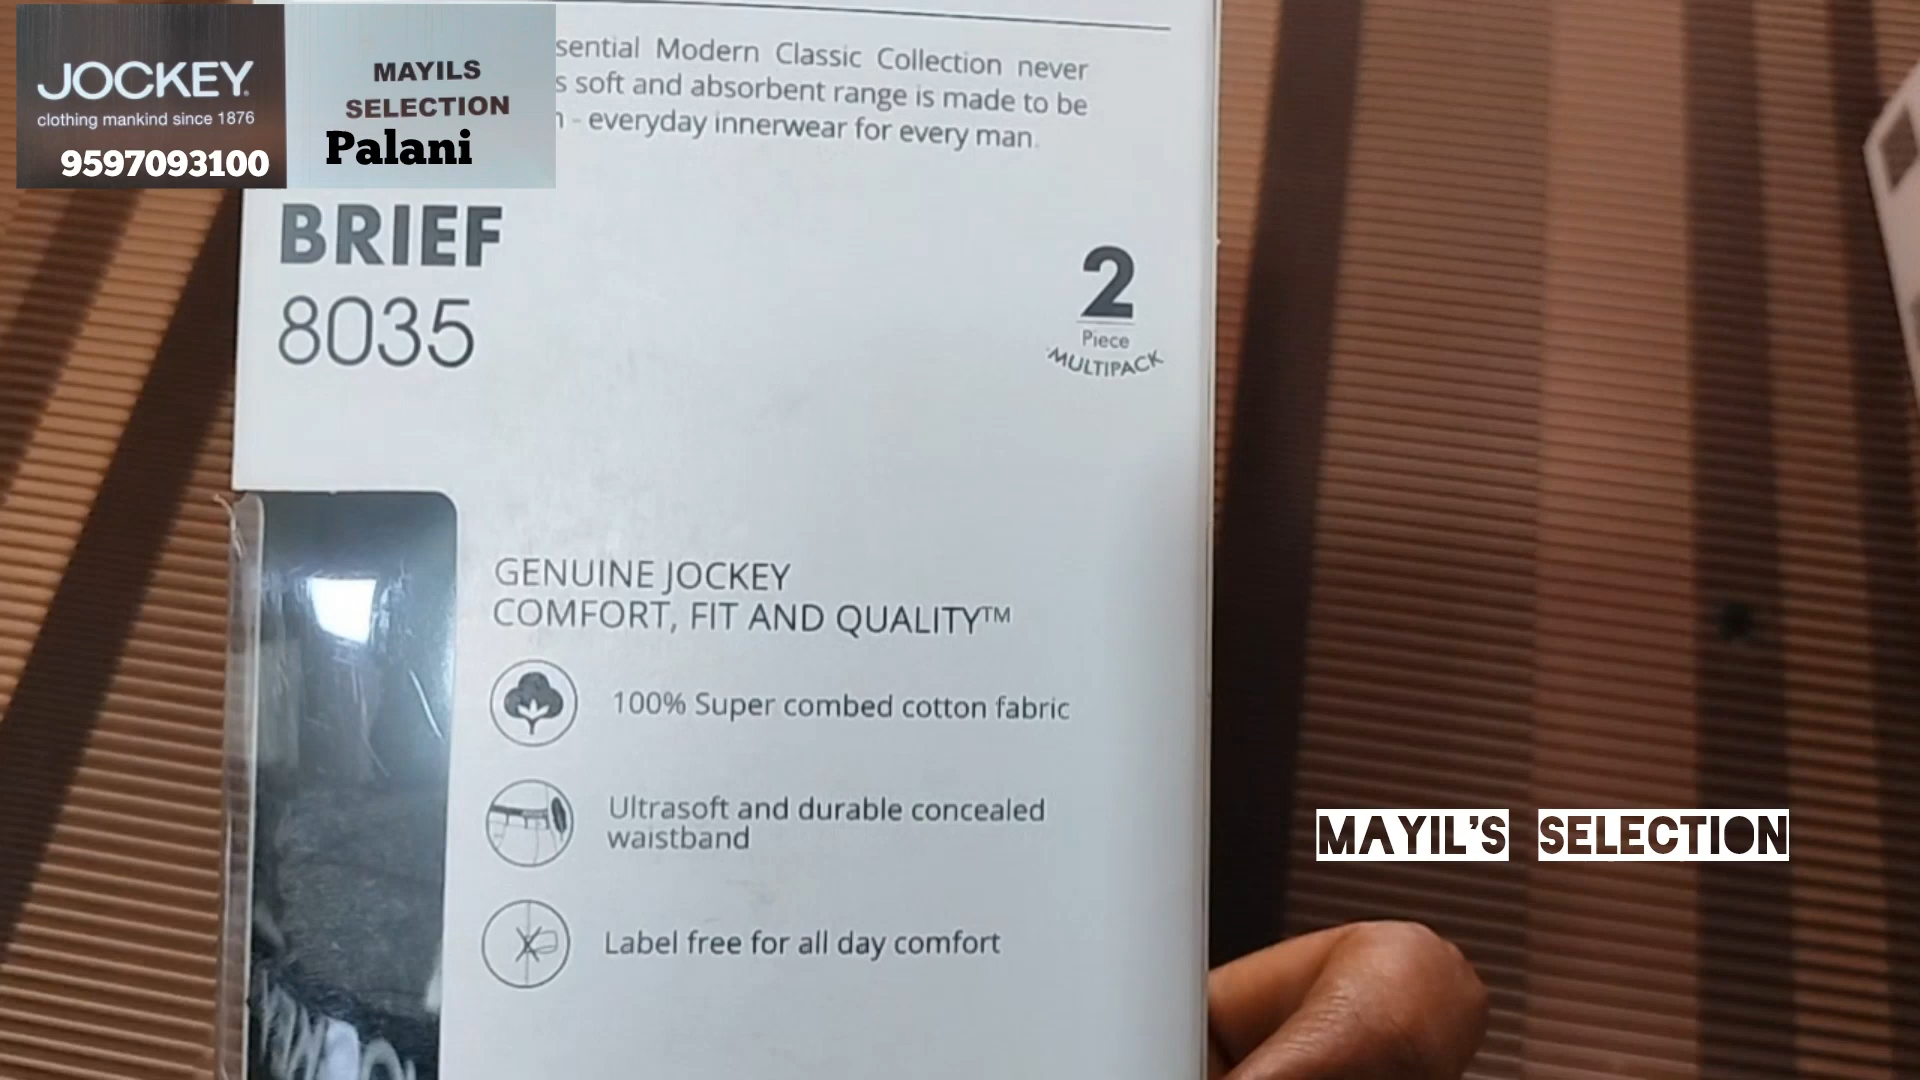 JOCKEY
clothing mankind since 1876
9597093100
MAYILS
SELECTION
Palani
sential Modern Classic Collection never
s soft and absorbent range is made to be
- everyday innerwear for every man.
BRIEF
8035
2
Piece
MULTIPACK
GENUINE JOCKEY
COMFORT, FIT AND QUALITY™
100% Super combed cotton fabric
Ultrasoft and durable concealed
waistband
Label free for all day comfort
MAYIL'S SELECTION